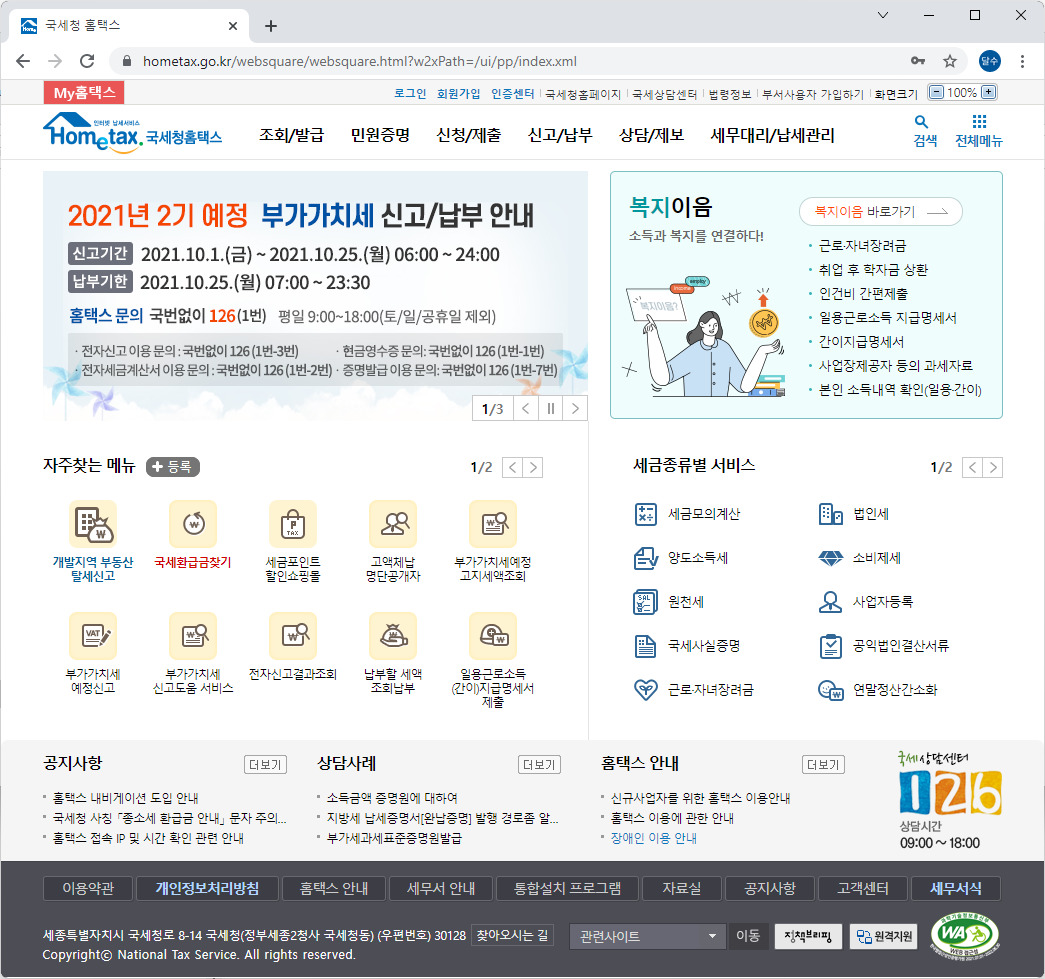 국세청 홈택스
hometax.go.kr/websquare/websquare.html?w2xPath=/ui/pp/index.xml
달수
My홈택스
로그인 회원가입 인증센터 국세청홈페이지 국세상담센터 법령정보 부서사용자 가입하기 화면크기 100%
인터넷 납세서비스
Hometax. 국세청홈택스
조회/발급 민원증명 신청/제출 신고/납부 상담/제보 세무대리/납세관리
검색 전체메뉴
2021년 2기 예정 부가가치세 신고/납부 안내
신고기간 2021.10.1.(금) ~ 2021.10.25.(월) 06:00 ~ 24:00
납부기한 2021.10.25.(월) 07:00 ~ 23:30
홈택스 문의 국번없이 126(1번) 평일 9:00~18:00(토/일/공휴일 제외)
· 전자신고 이용 문의 : 국번없이 126 (1번-3번) · 현금영수증 문의: 국번없이 126 (1번-1번)
· 전자세금계산서 이용 문의 : 국번없이 126 (1번-2번) · 증명발급 이용 문의: 국번없이 126 (1번-7번)
1/3
복지이음
소득과 복지를 연결하다!
복지이음 바로가기
employ
income
복지이음?
· 근로·자녀장려금
· 취업 후 학자금 상환
· 인건비 간편제출
· 일용근로소득 지급명세서
· 간이지급명세서
· 사업장제공자 등의 과세자료
· 본인 소득내역 확인(일용·간이)
자주찾는 메뉴 + 등록 1/2
개발지역 부동산
탈세신고
세금환급금찾기
TAX
세금포인트
할인쇼핑몰
고액체납
명단공개자
부가가치세예정
고지세액조회
VAT
부가가치세
예정신고
부가가치세
신고도움 서비스
전자신고결과조회
납부할 세액
조회납부
일용근로소득
(간이)지급명세서
제출
세금종류별 서비스 1/2
세금모의계산 법인세
양도소득세 소비제세
SAL
원천세 사업자등록
국세사실증명 공익법인결산서류
근로·자녀장려금 연말정산간소화
공지사항 더보기
홈택스 내비게이션 도입 안내
국세청 사칭「종소세 환급금 안내」문자 주의...
홈택스 접속 IP 및 시간 확인 관련 안내
상담사례 더보기
소득금액 증명원에 대하여
지방세 납세증명서[완납증명] 발행 경로좀 알...
부가세과세표준증명원발급
홈택스 안내 더보기
신규사업자를 위한 홈택스 이용안내
홈택스 이용에 관한 안내
장애인 이용 안내
국세상담센터
126
상담시간
09:00 ~ 18:00
이용약관 개인정보처리방침 홈택스 안내 세무서 안내 통합설치 프로그램 자료실 공지사항 고객센터 세무서식
세종특별자치시 국세청로 8-14 국세청(정부세종2청사 국세청동) (우편번호) 30128 찾아오시는 길
관련사이트 이동 정책브리핑 원격지원
WA
WEB 접근성
Copyright© National Tax Service. All rights reserved.